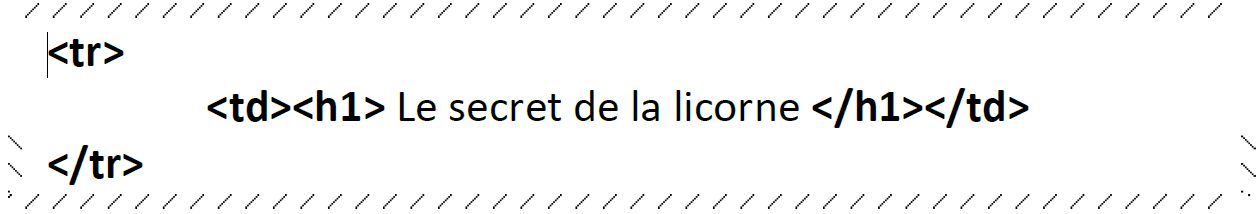 <tr>
<td><h1> Le secret de la licorne </h1></td>
</tr>